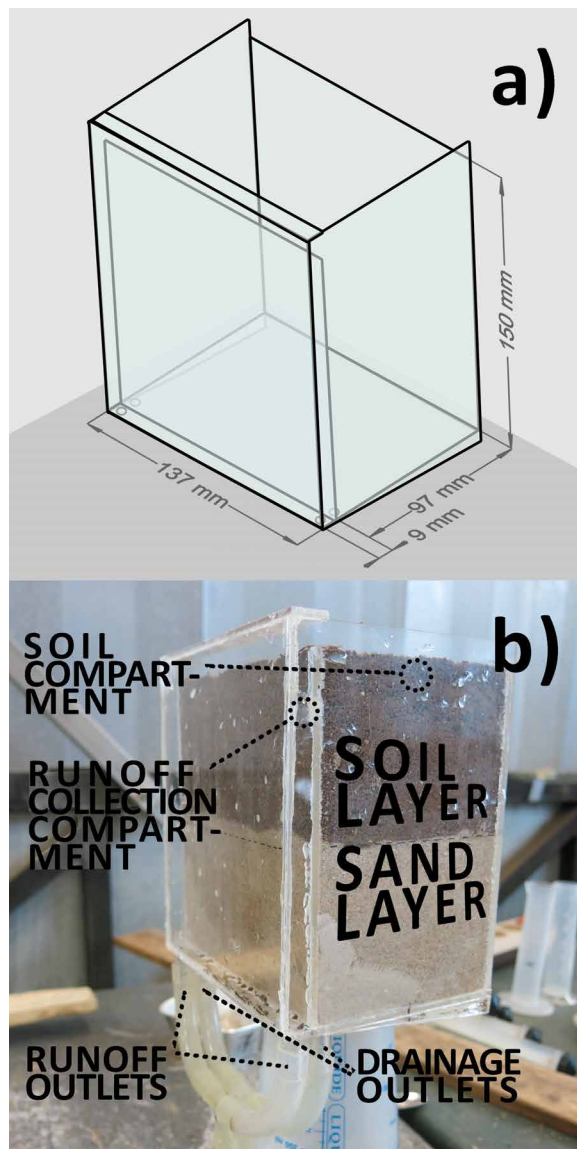 a)
150 mm
137 mm
97 mm
9 mm
b)
SOIL
COMPART-
MENT
RUNOFF
COLLECTION
COMPART-
MENT
SOIL
LAYER
SAND
LAYER
RUNOFF
OUTLETS
DRAINAGE
OUTLETS